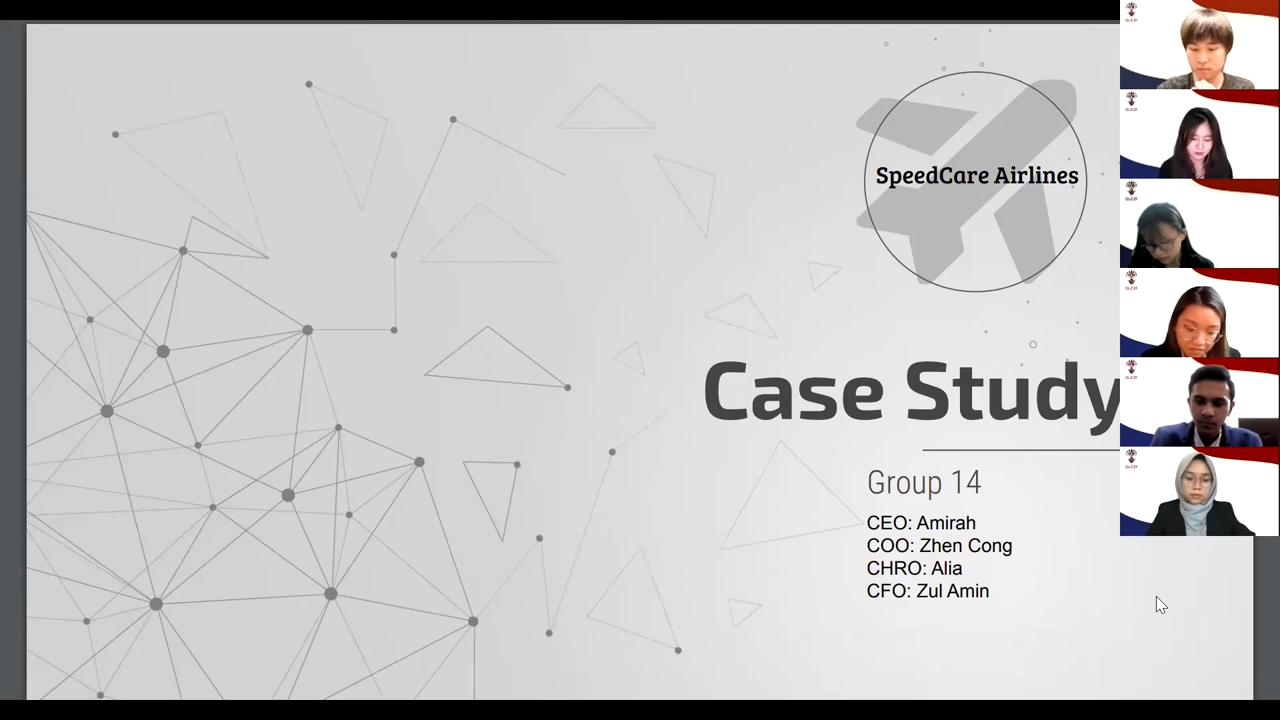 SpeedCare Airlines
Case Study
Group 14
CEO: Amirah
COO: Zhen Cong
CHRO: Alia
CFO: Zul Amin